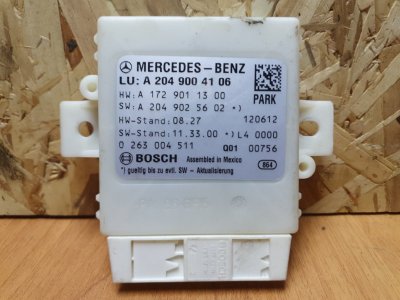 MERCEDES-BENZ
LU: A 204 900 41 06
HW: A 172 901 13 00
SW: A 204 902 56 02 *)
PARK
HW-Stand: 08.27 120612
SW-Stand: 11.33.00 *) L4 0000
0 263 004 511 Q01 00756
BOSCH Assembled in Mexico 864
*) gueltig bis zu evtl. SW - Aktualisierung